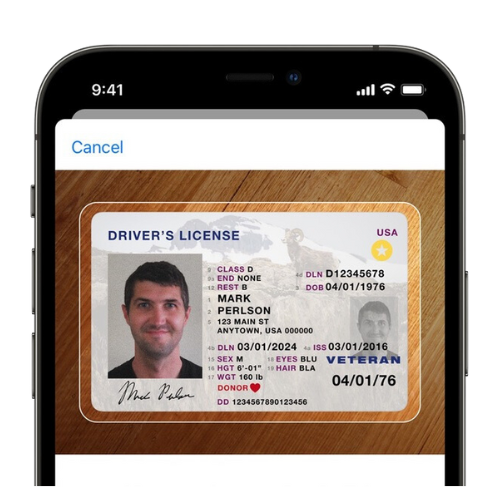 9:41
Cancel
DRIVER'S LICENSE
USA
9 CLASS D
9a END NONE
12 REST B
4d DLN D12345678
3 DOB 04/01/1976
1 MARK
2 PERLSON
8 123 MAIN ST
ANYTOWN, USA 000000
4b DLN 03/01/2024 4a ISS 03/01/2016
15 SEX M 18 EYES BLU
16 HGT 6'-01" 19 HAIR BLA
17 WGT 160 lb
VETERAN
DONOR
04/01/76
Mark Perlson
DD 1234567890123456